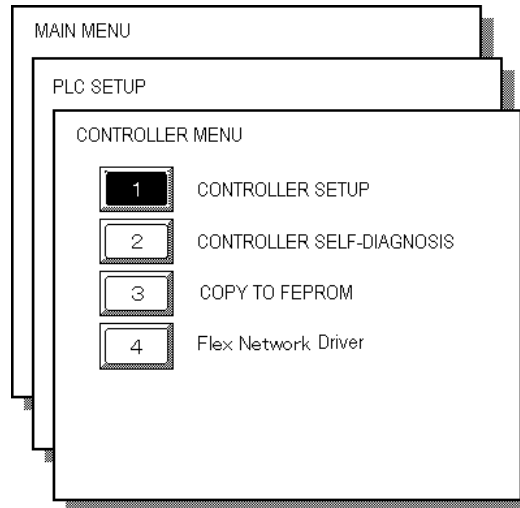 MAIN MENU
PLC SETUP
CONTROLLER MENU
1 CONTROLLER SETUP
2 CONTROLLER SELF-DIAGNOSIS
3 COPY TO FEPROM
4 Flex Network Driver